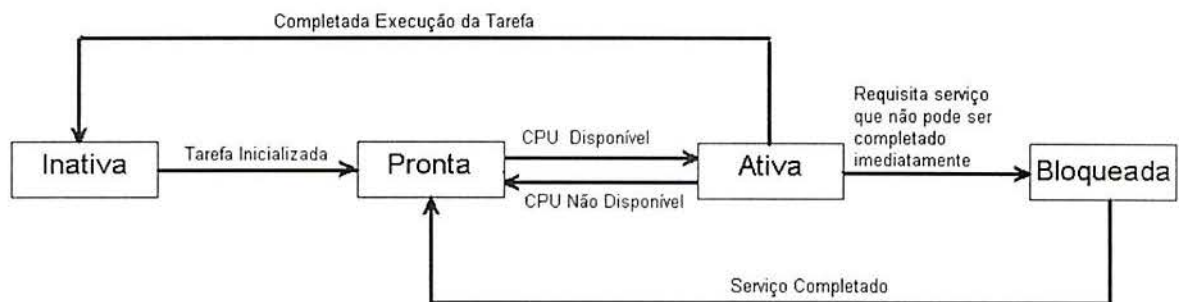 Completada Execução da Tarefa
Requisita serviço
que não pode ser
completado
imediatamente
CPU Disponível
Inativa
Tarefa Inicializada
Pronta
Ativa
Bloqueada
CPU Não Disponível
Serviço Completado